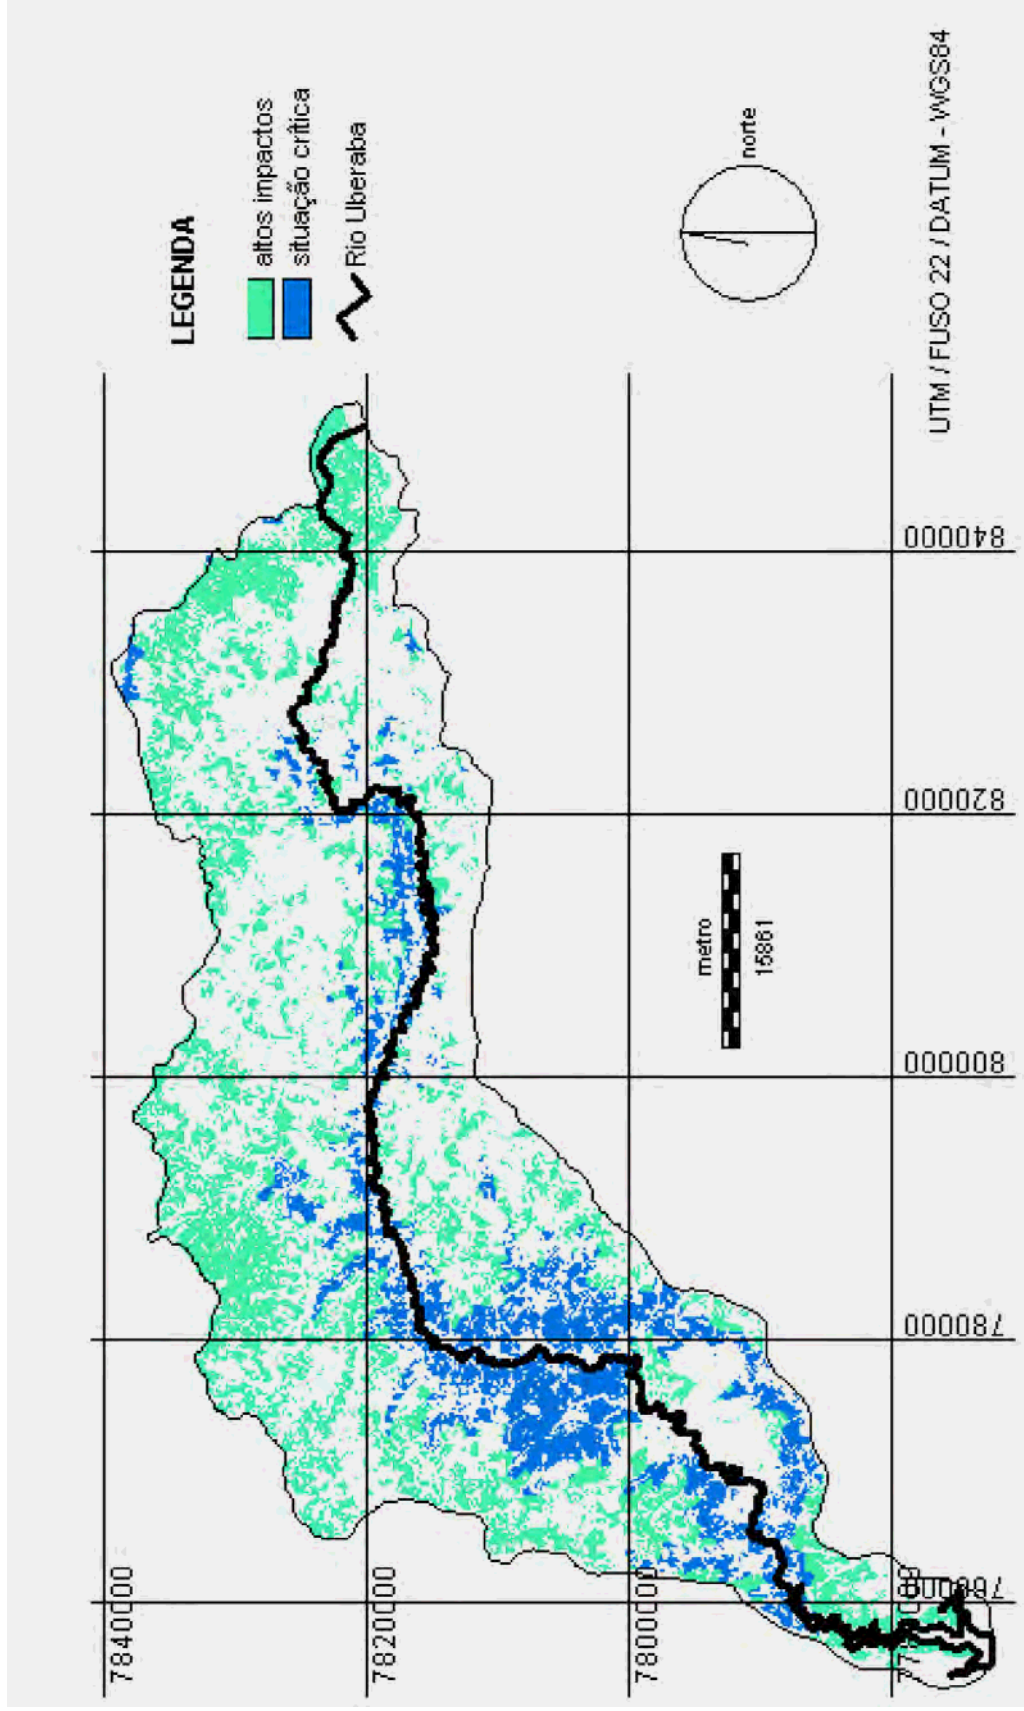 LEGENDA
altos impactos
situação crítica
Rio Uberaba
norte
UTM / FUSO 22 / DATUM - WGS84
metro
15861
7840000
7820000
7800000
780000
800000
820000
840000